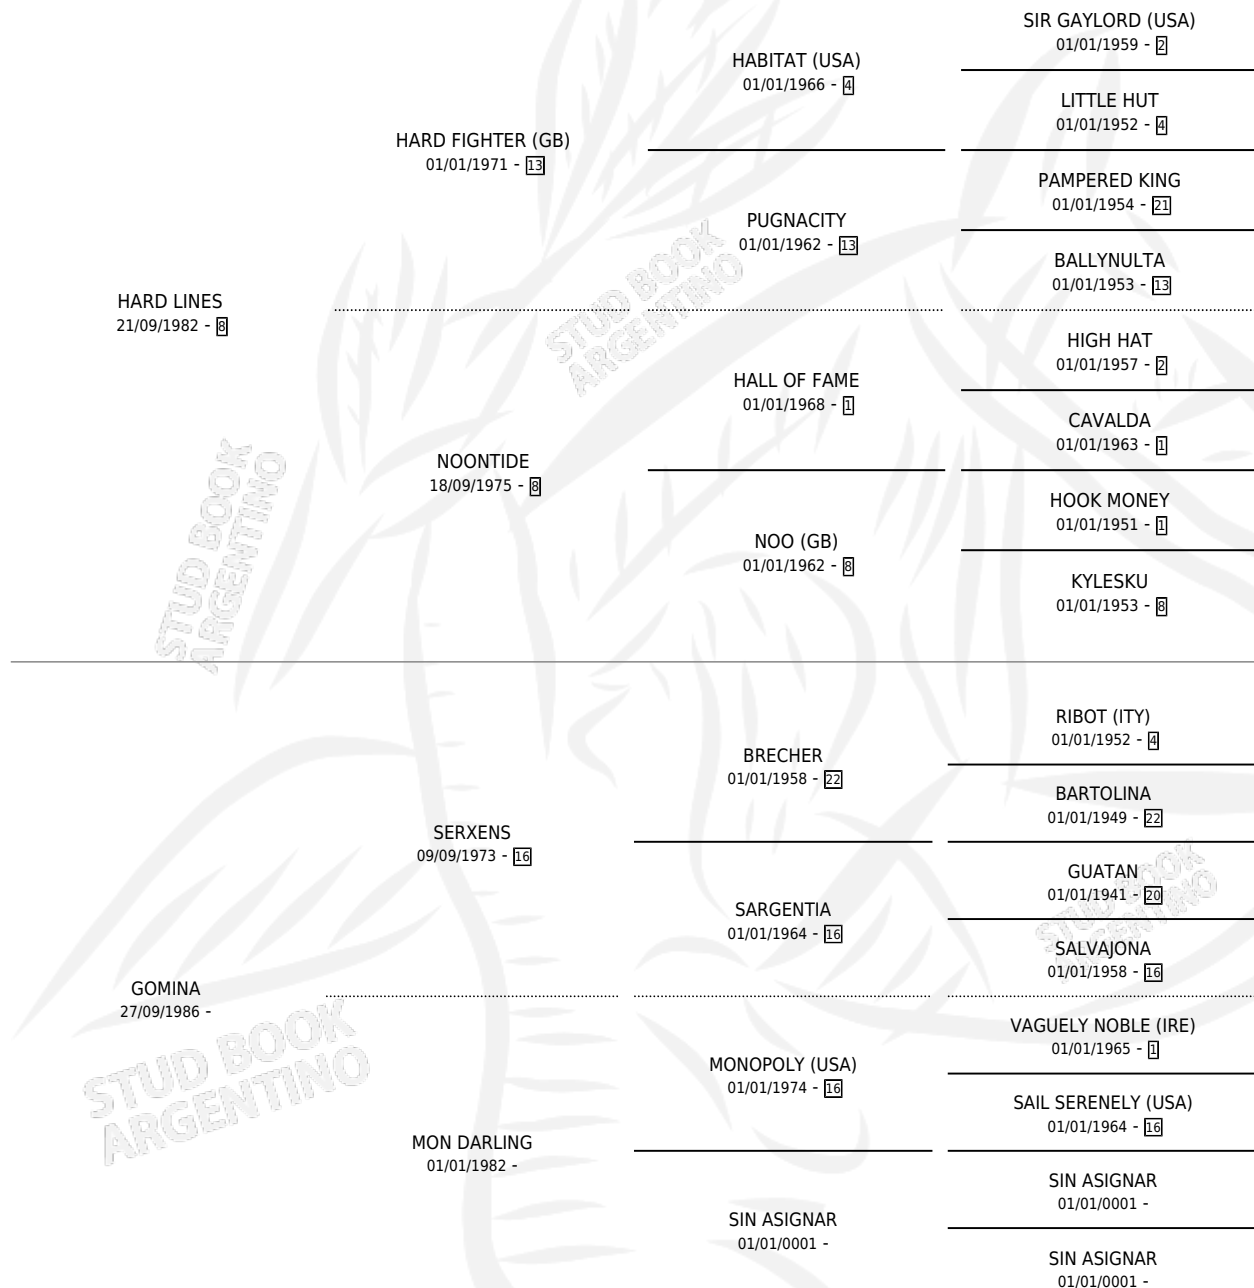 SIR GAYLORD (USA)
01/01/1959 - 2
HABITAT (USA)
01/01/1966 - 4
LITTLE HUT
01/01/1952 - 4
HARD FIGHTER (GB)
01/01/1971 - 13
PAMPERED KING
01/01/1954 - 21
PUGNACITY
01/01/1962 - 13
BALLYNULTA
01/01/1953 - 13
HARD LINES
21/09/1982 - 8
HIGH HAT
01/01/1957 - 2
HALL OF FAME
01/01/1968 - 1
CAVALDA
01/01/1963 - 1
NOONTIDE
18/09/1975 - 8
HOOK MONEY
01/01/1951 - 1
NOO (GB)
01/01/1962 - 8
KYLESKU
01/01/1953 - 8
STUD BOOK
ARGENTINO
STUD BOOK
ARGENTINO
RIBOT (ITY)
01/01/1952 - 4
BRECHER
01/01/1958 - 22
BARTOLINA
01/01/1949 - 22
SERXENS
09/09/1973 - 16
GUATAN
01/01/1941 - 20
SARGENTIA
01/01/1964 - 16
SALVAJONA
01/01/1958 - 16
STUD BOOK
ARGENTINO
GOMINA
27/09/1986 -
VAGUELY NOBLE (IRE)
01/01/1965 - 1
MONOPOLY (USA)
01/01/1974 - 16
SAIL SERENELY (USA)
01/01/1964 - 16
MON DARLING
01/01/1982 -
SIN ASIGNAR
01/01/0001 -
SIN ASIGNAR
01/01/0001 -
SIN ASIGNAR
01/01/0001 -
STUD BOOK
ARGENTINO